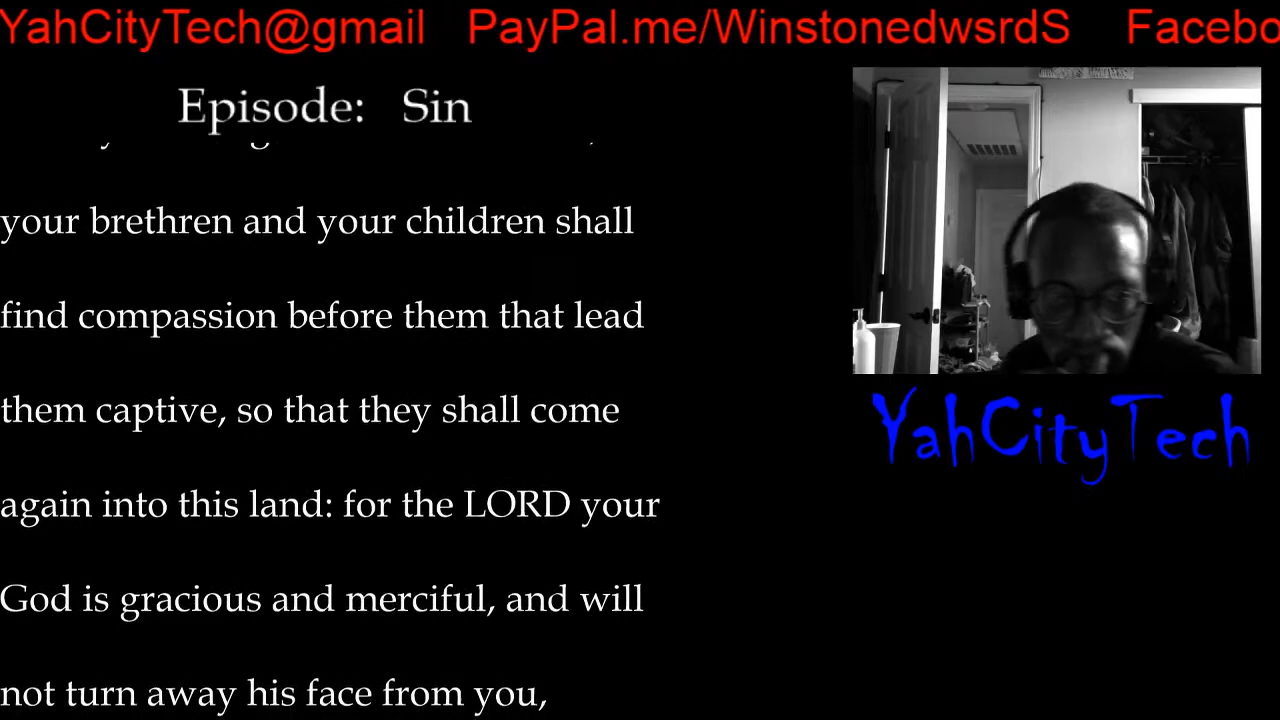 YahCityTech@gmail PayPal.me/WinstonedwsrdS Facebo
Episode: Sin
your brethren and your children shall
find compassion before them that lead
them captive, so that they shall come
again into this land: for the LORD your
God is gracious and merciful, and will
not turn away his face from you,
YahCityTech